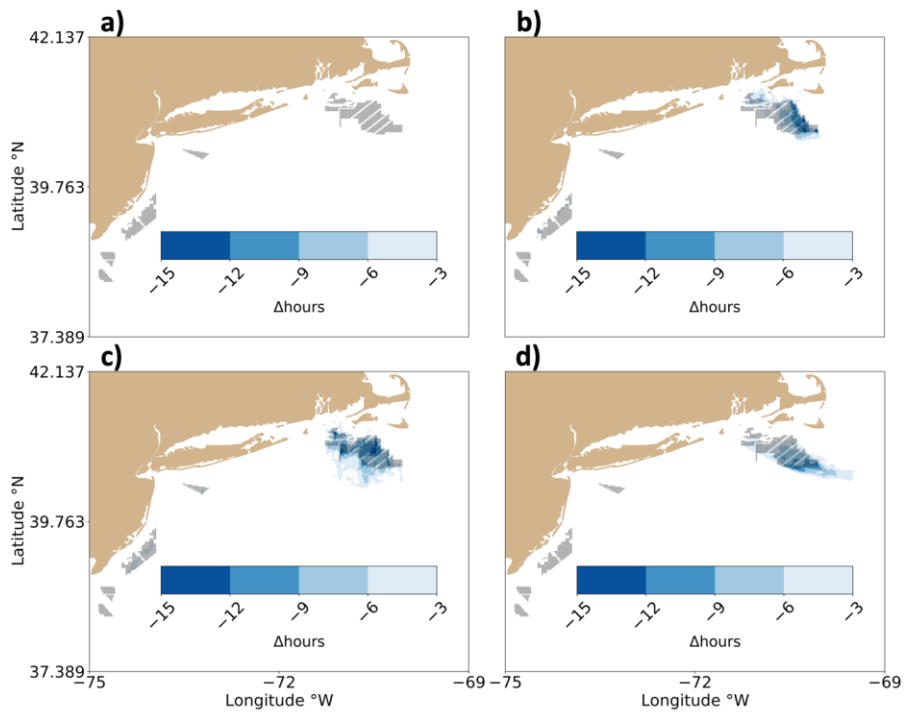 a)
b)
42.137
Latitude °N
39.763
37.389
−15
−12
−9
−6
−3
Δhours
−15
−12
−9
−6
−3
Δhours
c)
d)
42.137
Latitude °N
39.763
37.389
−15
−12
−9
−6
−3
Δhours
−15
−12
−9
−6
−3
Δhours
−75
−72
−69
Longitude °W
−75
−72
−69
Longitude °W